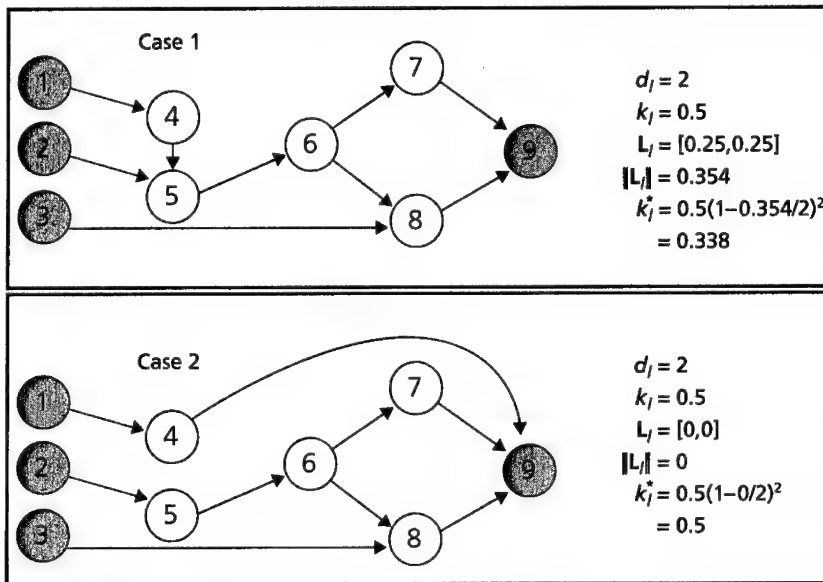 Case 1
1
2
3
4
5
6
7
8
9
d_l = 2
k_l = 0.5
L_l = [0.25,0.25]
‖L_l‖ = 0.354
k*_l = 0.5(1–0.354/2)²
= 0.338
Case 2
1
2
3
4
5
6
7
8
9
d_l = 2
k_l = 0.5
L_l = [0,0]
‖L_l‖ = 0
k*_l = 0.5(1–0/2)²
= 0.5